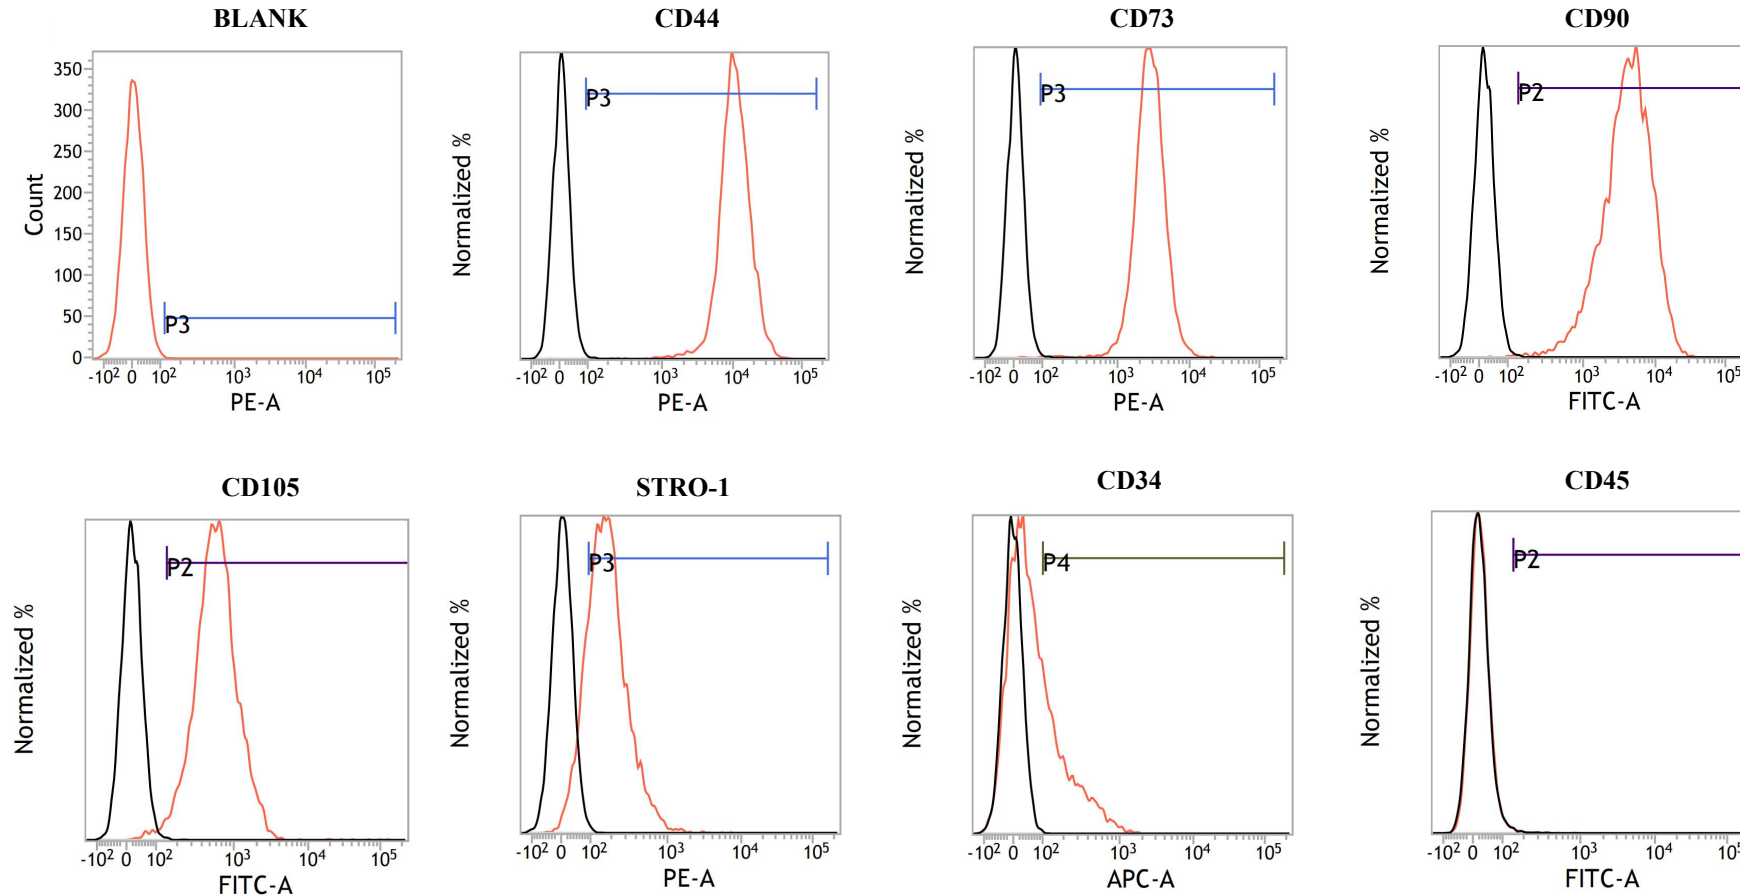 BLANK
CD44
CD73
CD90
350
300
250
200
150
100
50
0
Count
P3
-10² 0 10² 10³ 10⁴ 10⁵
PE-A
Normalized %
P3
-10² 0 10² 10³ 10⁴ 10⁵
PE-A
Normalized %
P3
-10² 0 10² 10³ 10⁴ 10⁵
PE-A
Normalized %
P2
-10² 0 10² 10³ 10⁴ 10⁵
FITC-A
CD105
STRO-1
CD34
CD45
Normalized %
P2
-10² 0 10² 10³ 10⁴ 10⁵
FITC-A
Normalized %
P3
-10² 0 10² 10³ 10⁴ 10⁵
PE-A
Normalized %
P4
-10² 0 10² 10³ 10⁴ 10⁵
APC-A
Normalized %
P2
-10² 0 10² 10³ 10⁴ 10⁵
FITC-A